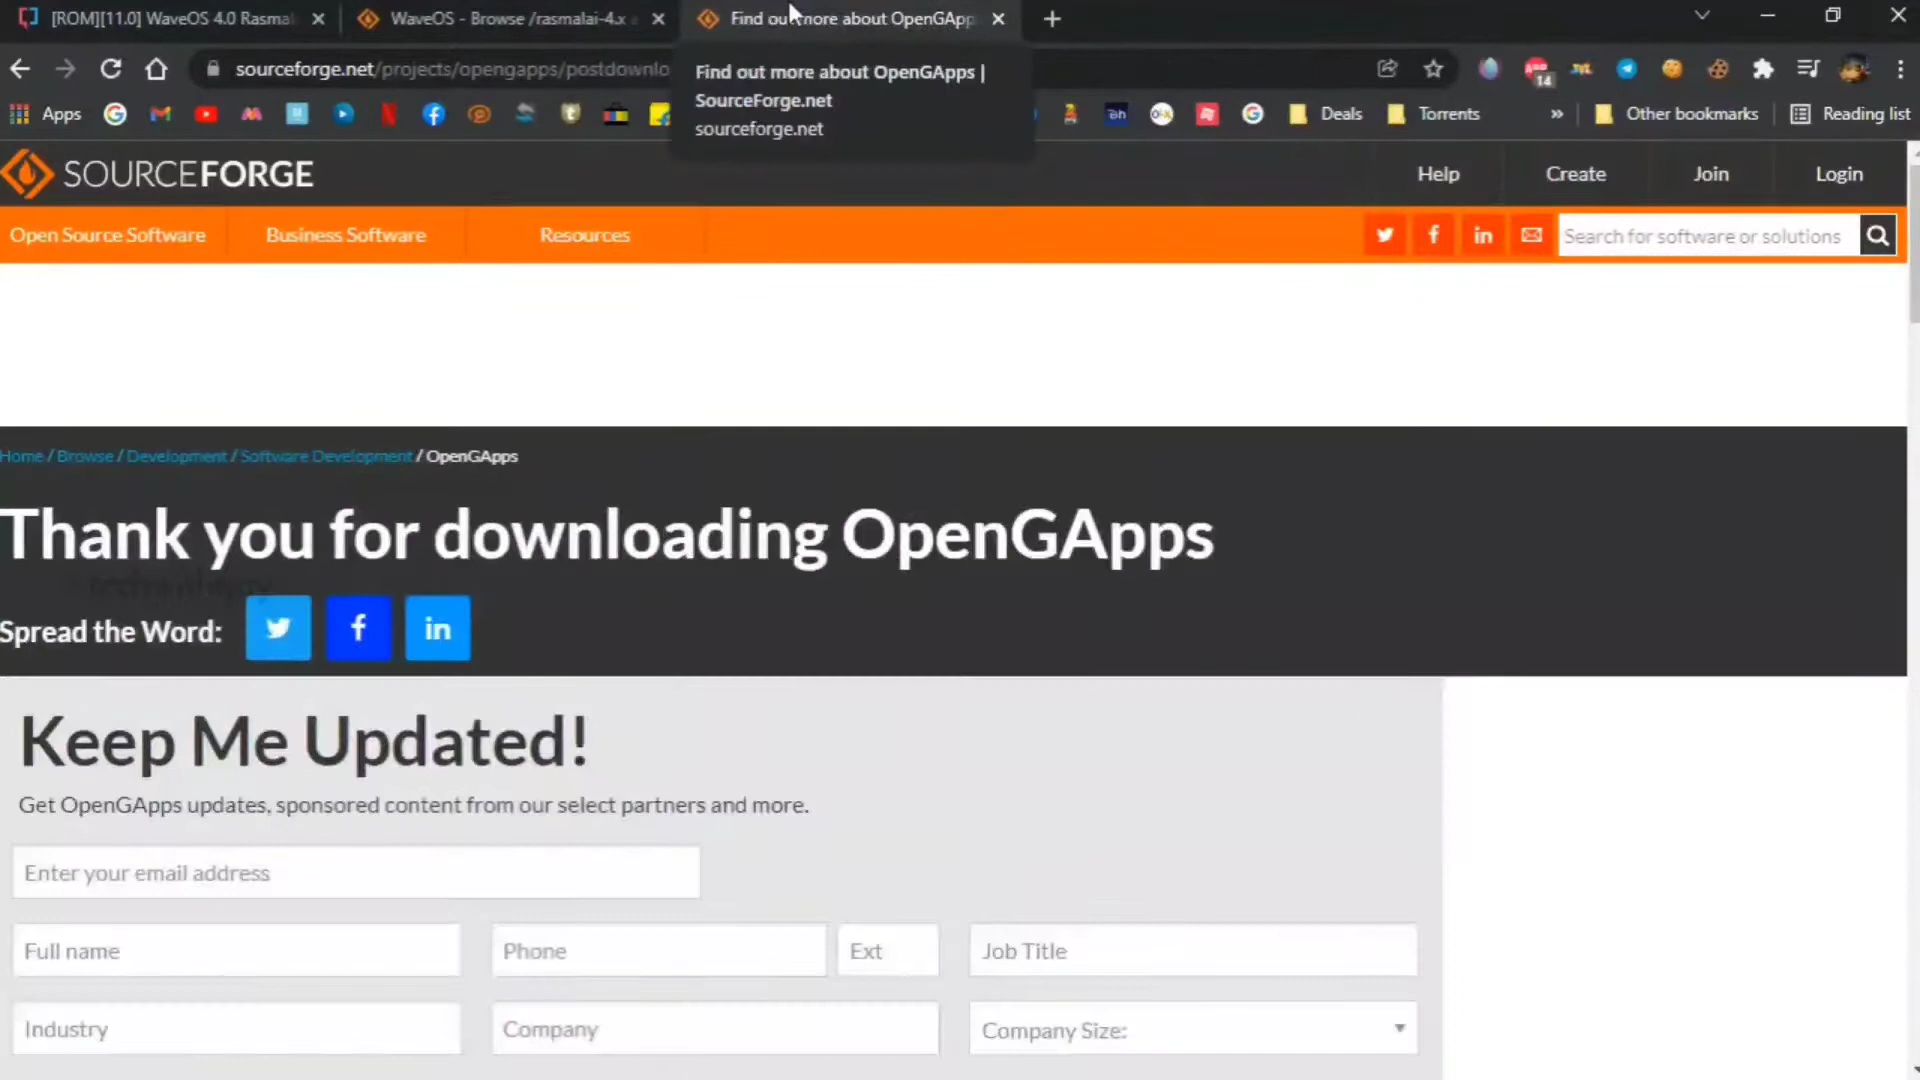 [ROM][11.0] WaveOS 4.0 Rasmal
WaveOS - Browse /rasmalai-4.x
Find out more about OpenGApp
sourceforge.net/projects/opengapps/postdownlo
Find out more about OpenGApps |
SourceForge.net
sourceforge.net
14
Apps
Deals
Torrents
»
Other bookmarks
Reading list
SOURCEFORGE
Help
Create
Join
Login
Open Source Software
Business Software
Resources
Search for software or solutions
Home / Browse / Development / Software Development / OpenGApps
Thank you for downloading OpenGApps
Spread the Word:
Keep Me Updated!
Get OpenGApps updates, sponsored content from our select partners and more.
Enter your email address
Full name
Phone
Ext
Job Title
Industry
Company
Company Size: